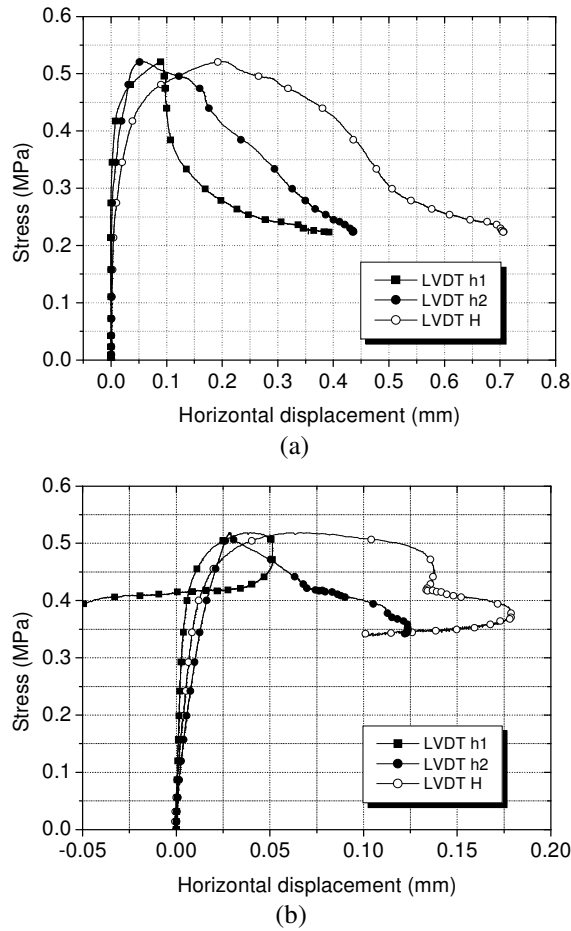 0.6
0.5
0.4
0.3
0.2
0.1
0.0
Stress (MPa)
LVDT h1
LVDT h2
LVDT H
0.0 0.1 0.2 0.3 0.4 0.5 0.6 0.7 0.8
Horizontal displacement (mm)
(a)
0.6
0.5
0.4
0.3
0.2
0.1
0.0
Stress (MPa)
LVDT h1
LVDT h2
LVDT H
-0.05 0.00 0.05 0.10 0.15 0.20
Horizontal displacement (mm)
(b)